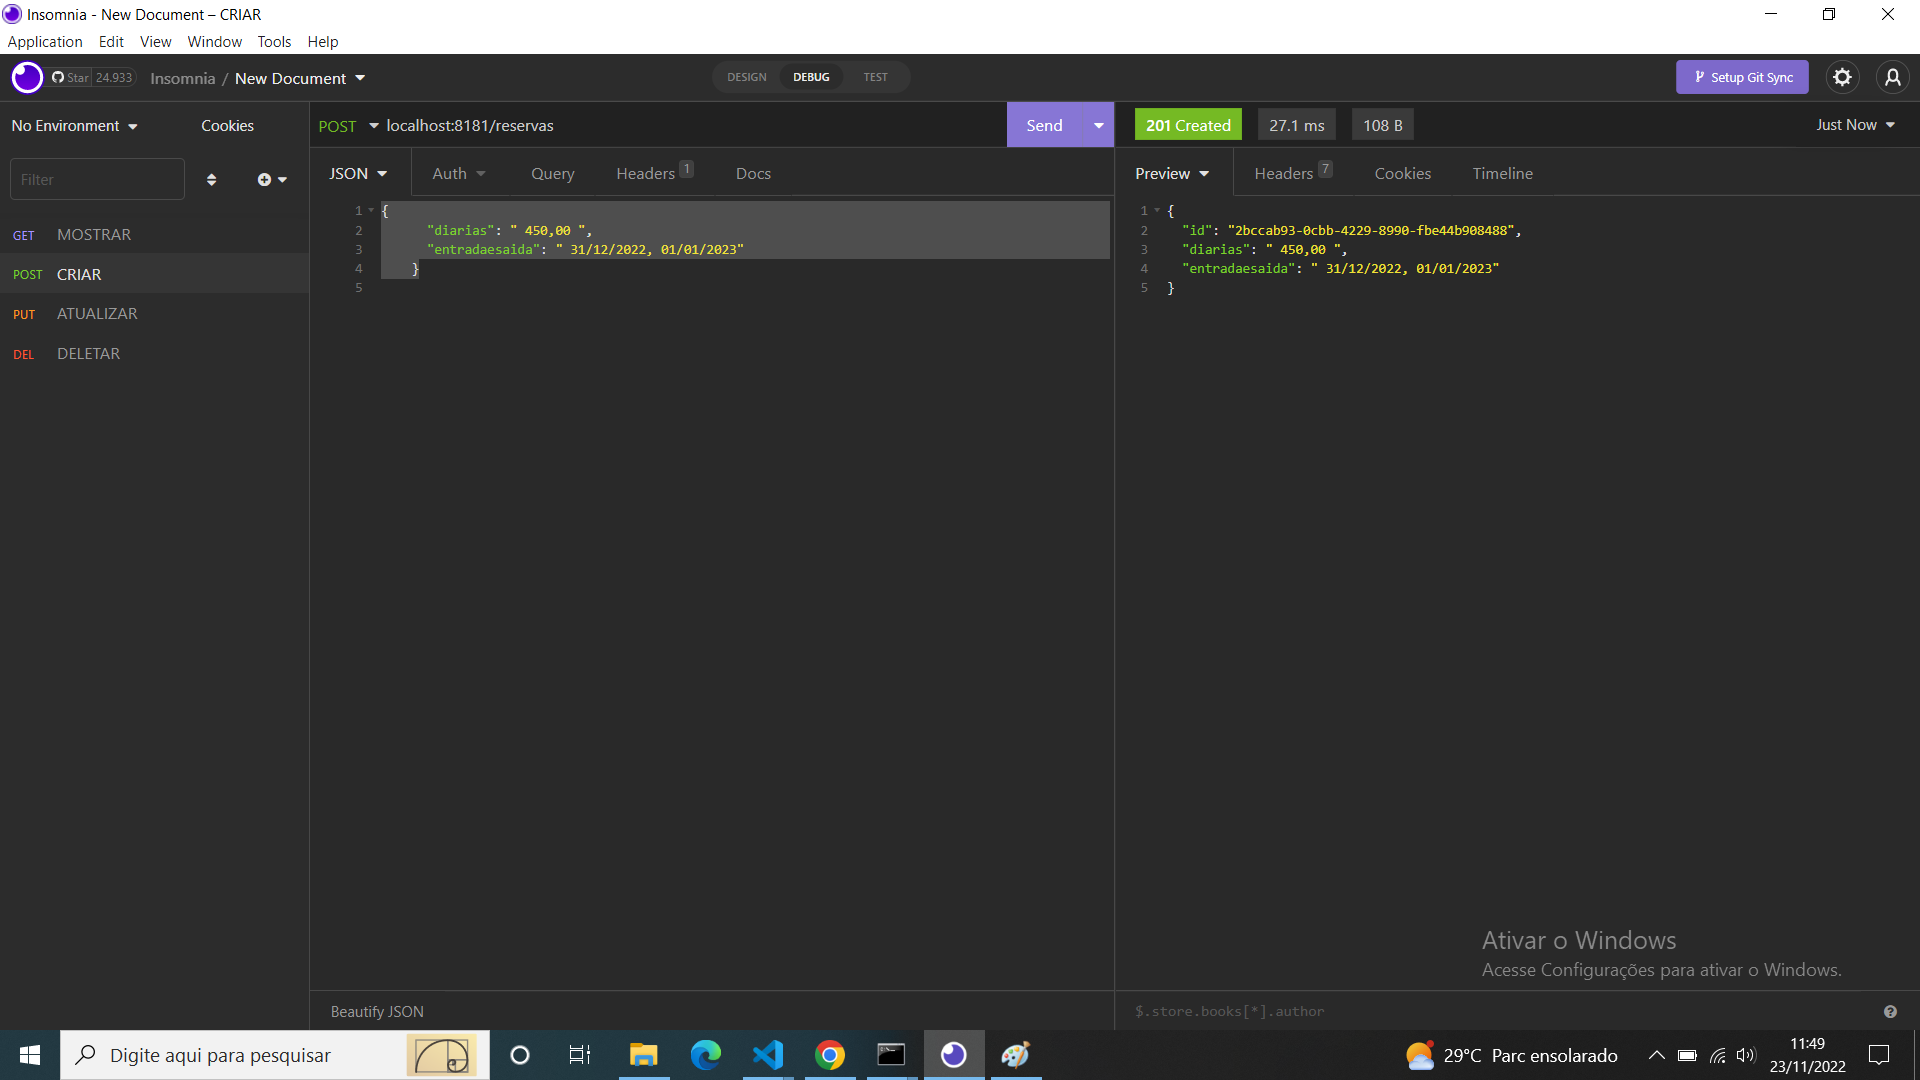 Insomnia - New Document – CRIAR
Application Edit View Window Tools Help
Star 24.933 Insomnia / New Document DESIGN DEBUG TEST Setup Git Sync
No Environment Cookies
Filter
GET MOSTRAR
POST CRIAR
PUT ATUALIZAR
DEL DELETAR
POST localhost:8181/reservas Send
JSON Auth Query Headers 1 Docs
1 {
2 "diarias": " 450,00 ",
3 "entradaesaida": " 31/12/2022, 01/01/2023"
4 }
5
Beautify JSON
201 Created 27.1 ms 108 B Just Now
Preview Headers 7 Cookies Timeline
1 {
2 "id": "2bccab93-0cbb-4229-8990-fbe44b908488",
3 "diarias": " 450,00 ",
4 "entradaesaida": " 31/12/2022, 01/01/2023"
5 }
Ativar o Windows
Acesse Configurações para ativar o Windows.
$.store.books[*].author
Digite aqui para pesquisar
29°C Parc ensolarado
11:49
23/11/2022